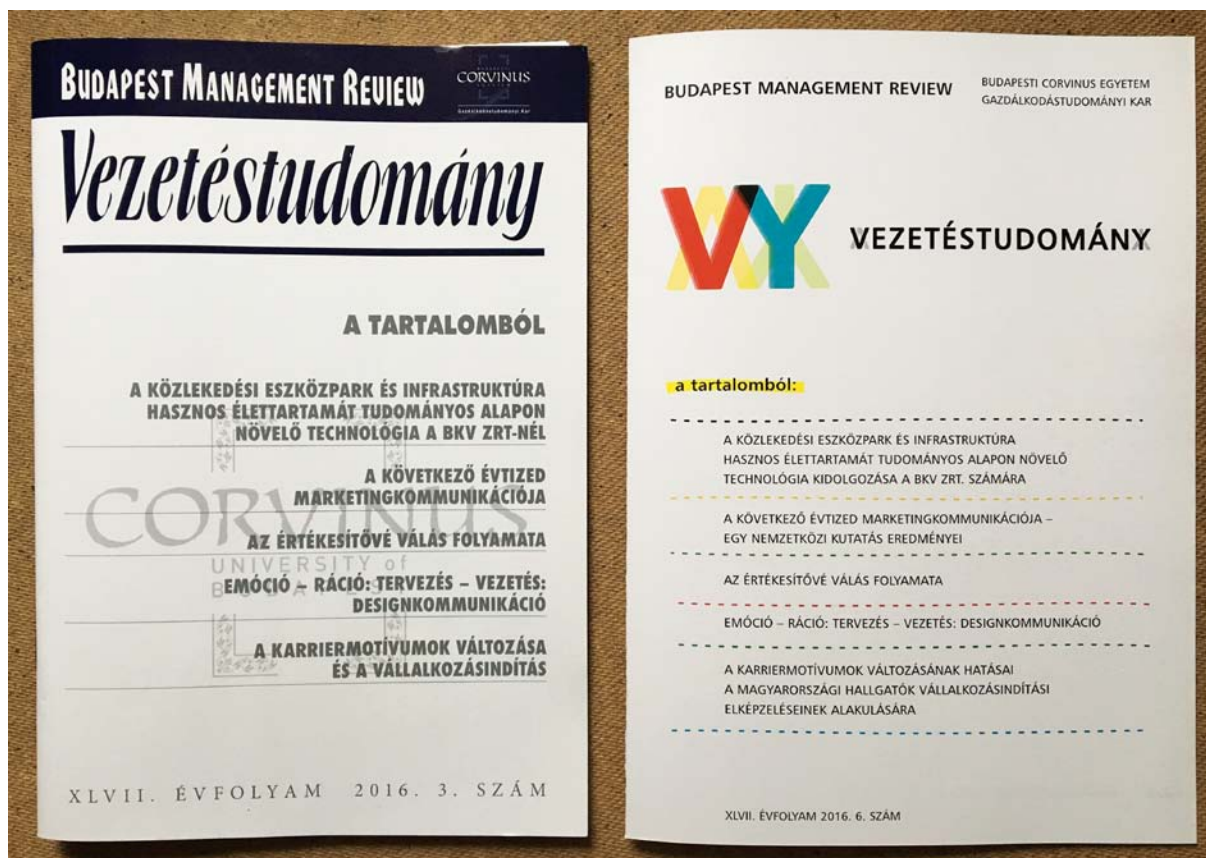 BUDAPEST MANAGEMENT REVIEW
CORVINUS
Gazdálkodástudományi Kar
Vezetéstudomány
A TARTALOMBÓL
A KÖZLEKEDÉSI ESZKÖZPARK ÉS INFRASTRUKTÚRA
HASZNOS ÉLETTARTAMÁT TUDOMÁNYOS ALAPON
NÖVELŐ TECHNOLÓGIA A BKV ZRT-NÉL
A KÖVETKEZŐ ÉVTIZED
MARKETINGKOMMUNIKÁCIÓJA
CORVINUS
AZ ÉRTÉKESÍTŐVÉ VÁLÁS FOLYAMATA
UNIVERSITY of
BUDAPEST
EMÓCIÓ – RÁCIÓ: TERVEZÉS – VEZETÉS:
DESIGNKOMMUNIKÁCIÓ
A KARRIERMOTÍVUMOK VÁLTOZÁSA
ÉS A VÁLLALKOZÁSINDÍTÁS
XLVII. ÉVFOLYAM 2016. 3. SZÁM
BUDAPEST MANAGEMENT REVIEW
BUDAPESTI CORVINUS EGYETEM
GAZDÁLKODÁSTUDOMÁNYI KAR
VY VEZETÉSTUDOMÁNY
a tartalomból:
A KÖZLEKEDÉSI ESZKÖZPARK ÉS INFRASTRUKTÚRA
HASZNOS ÉLETTARTAMÁT TUDOMÁNYOS ALAPON NÖVELŐ
TECHNOLÓGIA KIDOLGOZÁSA A BKV ZRT. SZÁMÁRA
A KÖVETKEZŐ ÉVTIZED MARKETINGKOMMUNIKÁCIÓJA –
EGY NEMZETKÖZI KUTATÁS EREDMÉNYEI
AZ ÉRTÉKESÍTŐVÉ VÁLÁS FOLYAMATA
EMÓCIÓ – RÁCIÓ: TERVEZÉS – VEZETÉS: DESIGNKOMMUNIKÁCIÓ
A KARRIERMOTÍVUMOK VÁLTOZÁSÁNAK HATÁSAI
A MAGYARORSZÁGI HALLGATÓK VÁLLALKOZÁSINDÍTÁSI
ELKÉPZELÉSEINEK ALAKULÁSÁRA
XLVII. ÉVFOLYAM 2016. 6. SZÁM